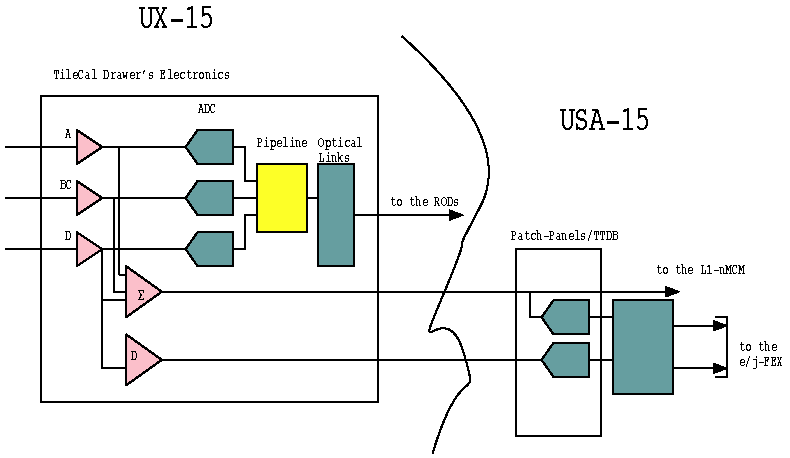 UX-15
TileCal Drawer's Electronics
USA-15
ADC
A
Pipeline
Optical
Links
BC
to the RODs
D
Patch-Panels/TTDB
to the L1-nMCM
Σ
to the
e/j-FEX
D